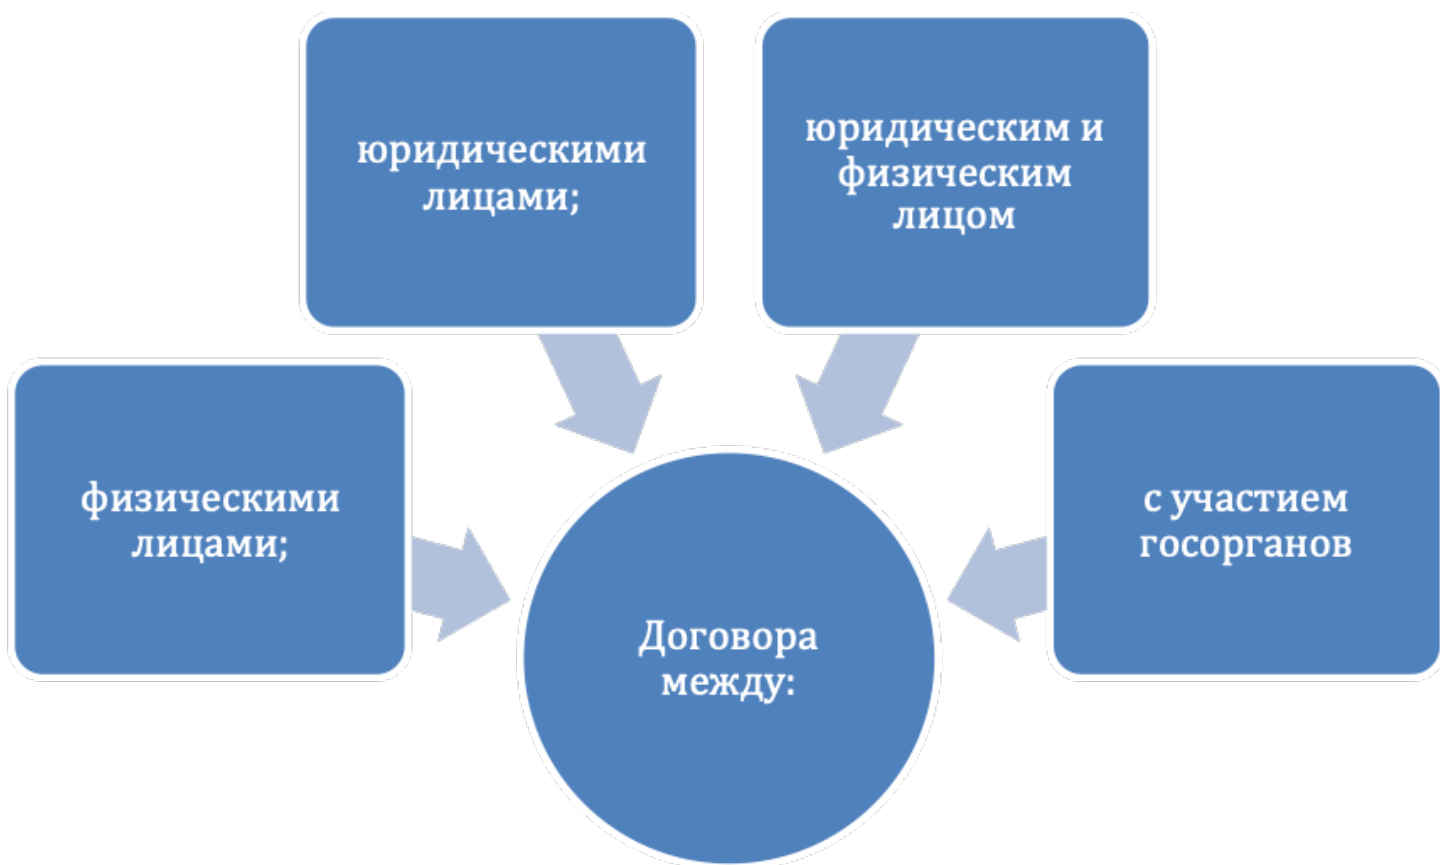 юридическими
лицами;
юридическим и
физическим
лицом
физическими
лицами;
с участием
госорганов
Договора
между: